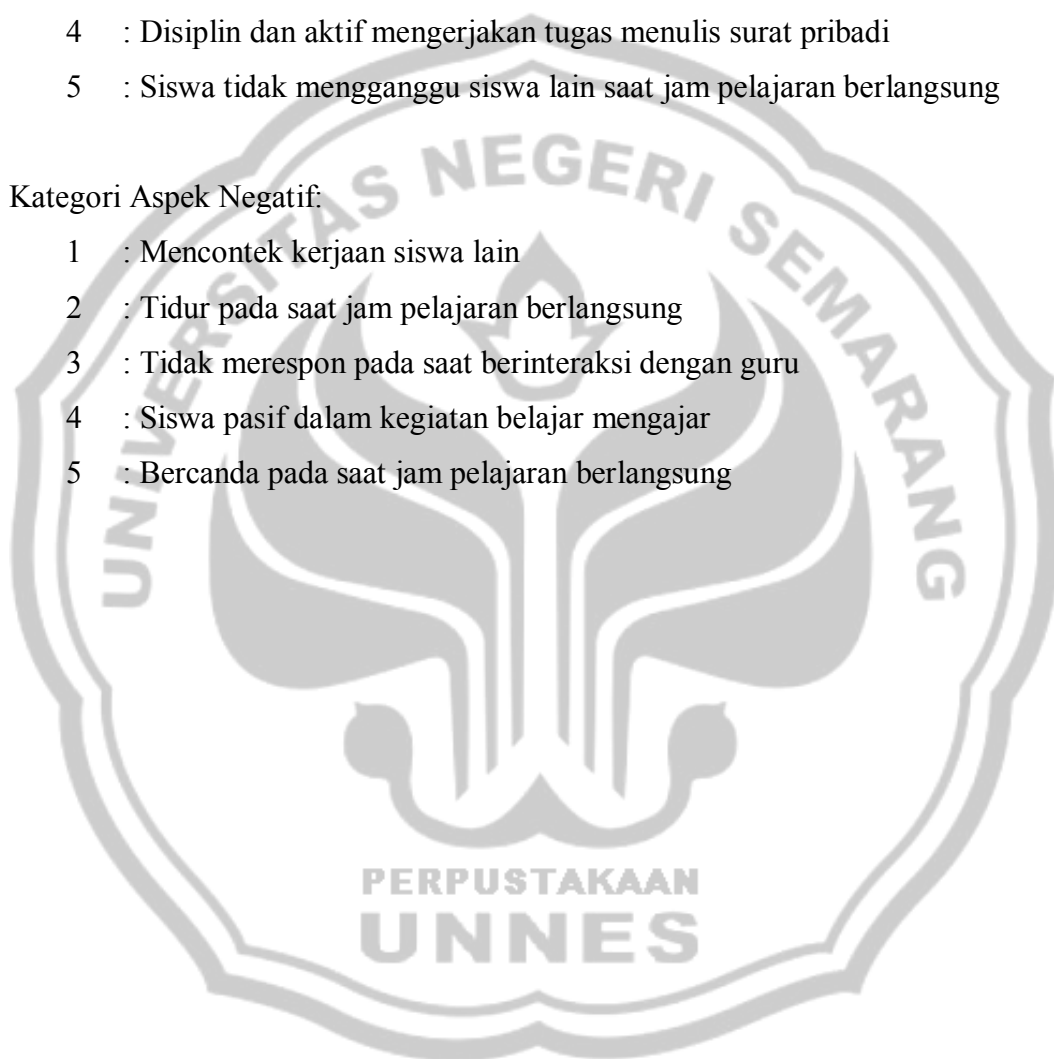 4 : Disiplin dan aktif mengerjakan tugas menulis surat pribadi
5 : Siswa tidak mengganggu siswa lain saat jam pelajaran berlangsung
Kategori Aspek Negatif:
1 : Mencontek kerjaan siswa lain
2 : Tidur pada saat jam pelajaran berlangsung
3 : Tidak merespon pada saat berinteraksi dengan guru
4 : Siswa pasif dalam kegiatan belajar mengajar
5 : Bercanda pada saat jam pelajaran berlangsung
UNIVERSITAS NEGERI SEMARANG
PERPUSTAKAAN
UNNES